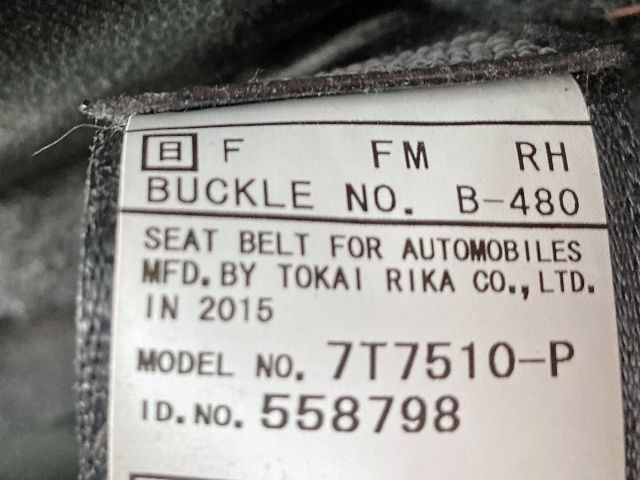 日 F FM RH
BUCKLE NO. B-480
SEAT BELT FOR AUTOMOBILES
MFD.BY TOKAI RIKA CO.,LTD.
IN 2015
MODEL NO. 7T7510-P
ID.NO. 558798